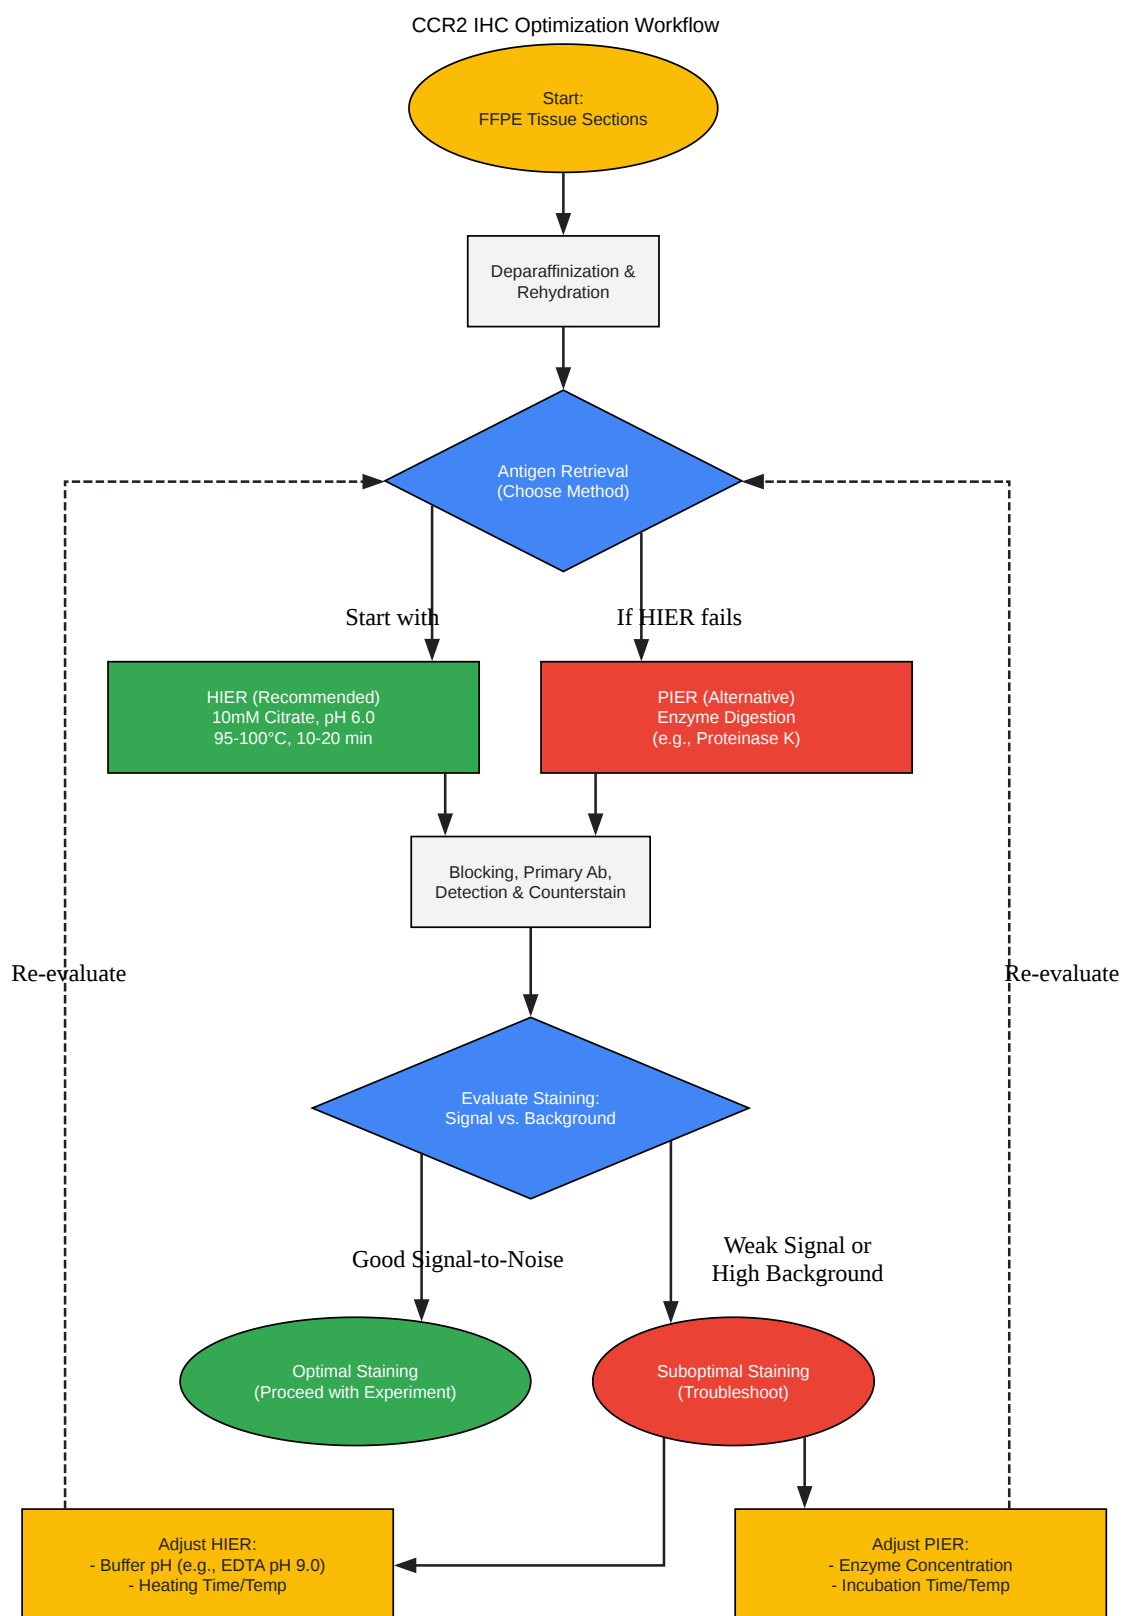 CCR2 IHC Optimization Workflow
Start:
FFPE Tissue Sections
Deparaffinization &
Rehydration
Antigen Retrieval
(Choose Method)
Start with
If HIER fails
HIER (Recommended)
10mM Citrate, pH 6.0
95-100°C, 10-20 min
PIER (Alternative)
Enzyme Digestion
(e.g., Proteinase K)
Blocking, Primary Ab,
Detection & Counterstain
Re-evaluate
Re-evaluate
Evaluate Staining:
Signal vs. Background
Good Signal-to-Noise
Weak Signal or
High Background
Optimal Staining
(Proceed with Experiment)
Suboptimal Staining
(Troubleshoot)
Adjust HIER:
- Buffer pH (e.g., EDTA pH 9.0)
- Heating Time/Temp
Adjust PIER:
- Enzyme Concentration
- Incubation Time/Temp